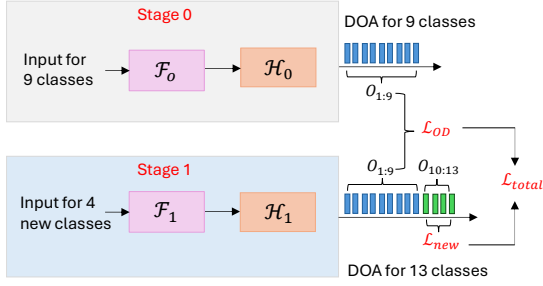 Stage 0
DOA for 9 classes
Input for
9 classes
ℱₒ
ℋ₀
O₁:₉
ℒ_OD
Stage 1
O₁:₉
O₁₀:₁₃
ℒ_total
Input for 4
new classes
ℱ₁
ℋ₁
ℒ_new
DOA for 13 classes